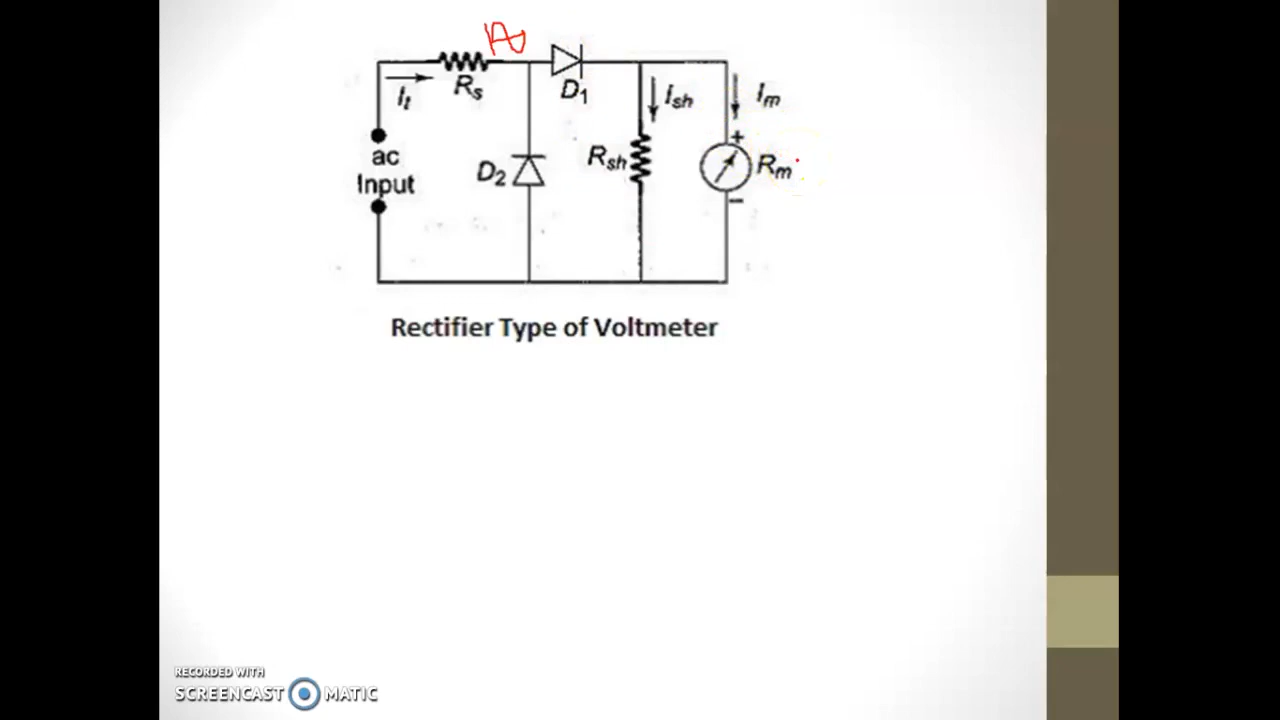 Rs
It
D1
Ish
Im
ac
Input
D2
Rsh
+
Rm
−
Rectifier Type of Voltmeter
RECORDED WITH
SCREENCAST MATIC